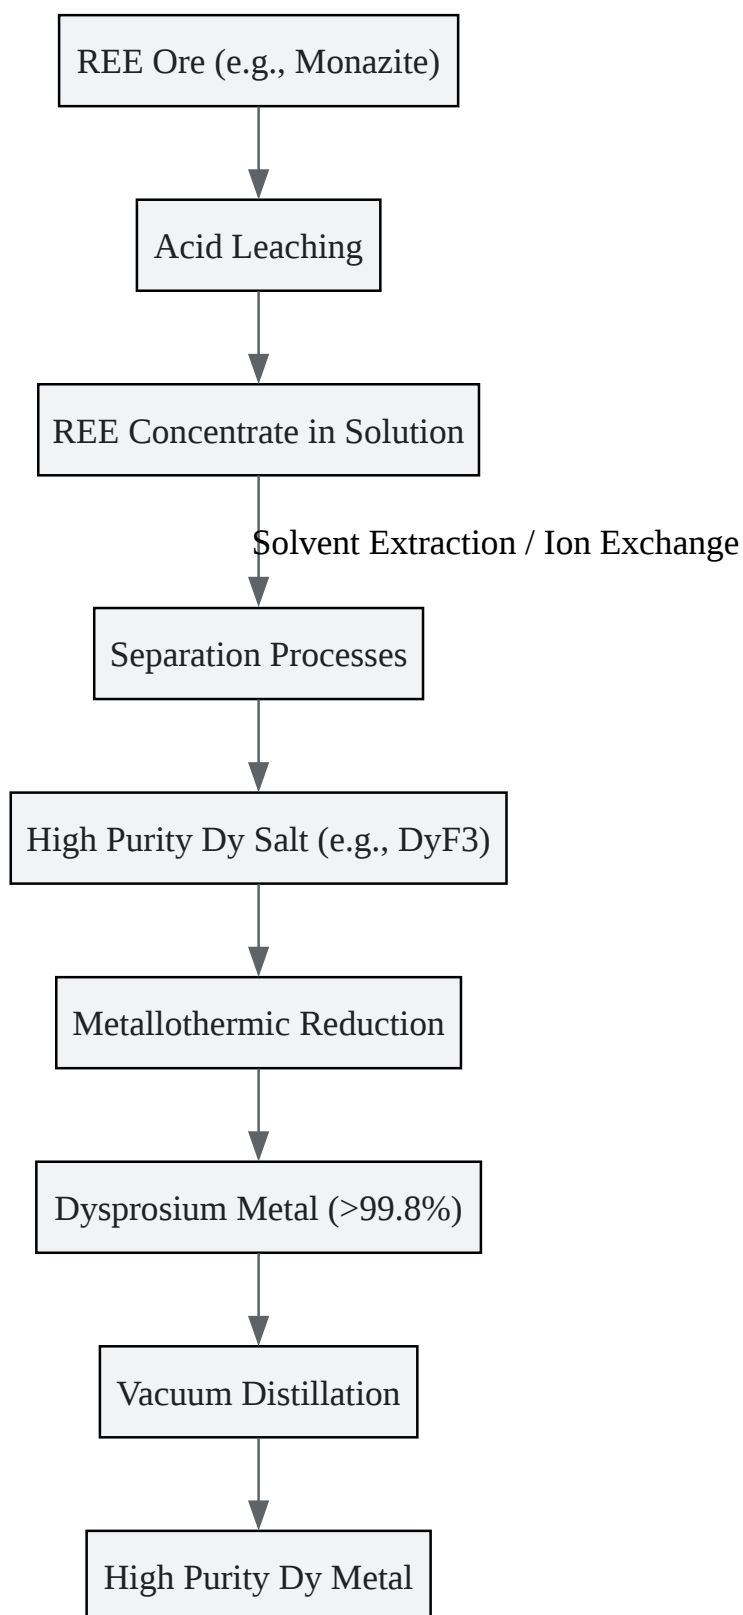 REE Ore (e.g., Monazite)
Acid Leaching
REE Concentrate in Solution
Solvent Extraction / Ion Exchange
Separation Processes
High Purity Dy Salt (e.g., DyF3)
Metallothermic Reduction
Dysprosium Metal (>99.8%)
Vacuum Distillation
High Purity Dy Metal